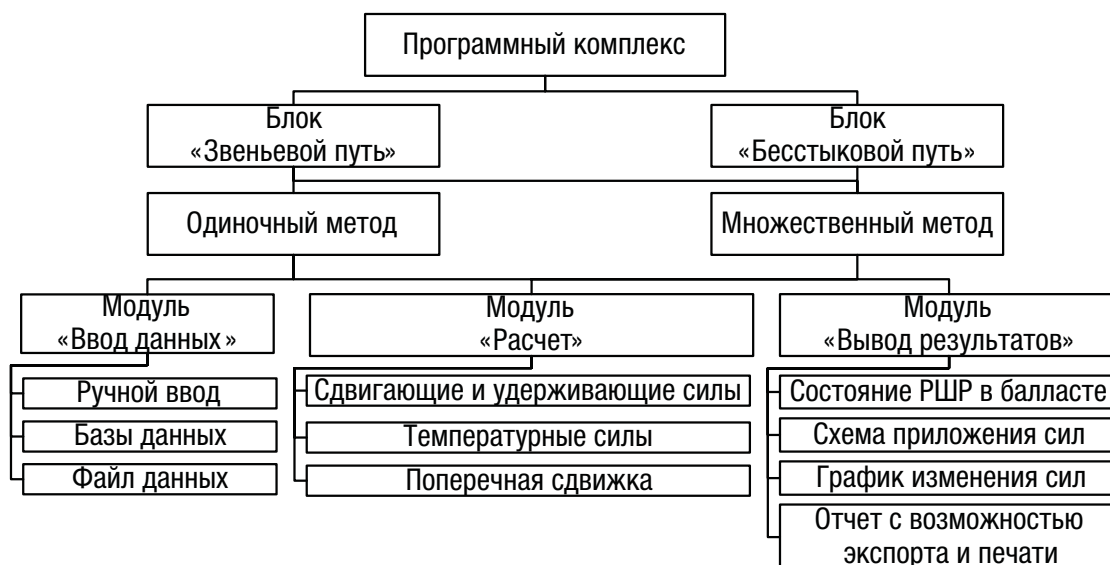 Программный комплекс
Блок
«Звеньевой путь»
Блок
«Бесстыковой путь»
Одиночный метод
Множественный метод
Модуль
«Ввод данных»
Ручной ввод
Базы данных
Файл данных
Модуль
«Расчет»
Сдвигающие и удерживающие силы
Температурные силы
Поперечная сдвижка
Модуль
«Вывод результатов»
Состояние РШР в балласте
Схема приложения сил
График изменения сил
Отчет с возможностью
экспорта и печати